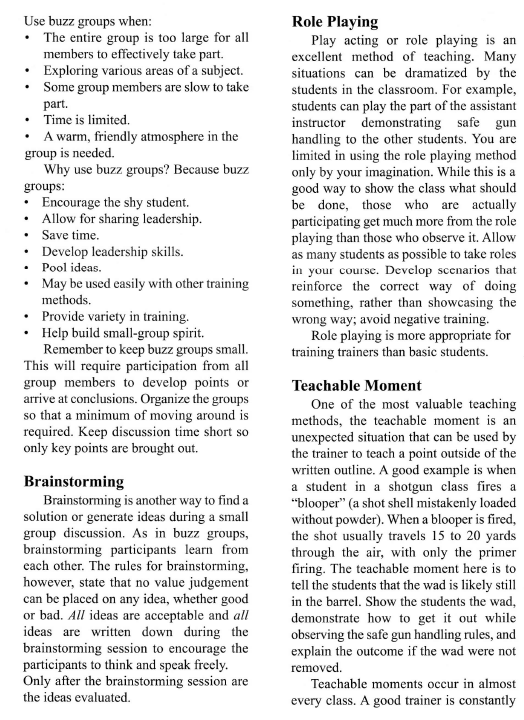 Use buzz groups when:
• The entire group is too large for all
members to effectively take part.
• Exploring various areas of a subject.
• Some group members are slow to take
part.
• Time is limited.
• A warm, friendly atmosphere in the
group is needed.
Why use buzz groups? Because buzz
groups:
• Encourage the shy student.
• Allow for sharing leadership.
• Save time.
• Develop leadership skills.
• Pool ideas.
• May be used easily with other training
methods.
• Provide variety in training.
• Help build small-group spirit.
Remember to keep buzz groups small.
This will require participation from all
group members to develop points or
arrive at conclusions. Organize the groups
so that a minimum of moving around is
required. Keep discussion time short so
only key points are brought out.
Brainstorming
Brainstorming is another way to find a
solution or generate ideas during a small
group discussion. As in buzz groups,
brainstorming participants learn from
each other. The rules for brainstorming,
however, state that no value judgement
can be placed on any idea, whether good
or bad. All ideas are acceptable and all
ideas are written down during the
brainstorming session to encourage the
participants to think and speak freely.
Only after the brainstorming session are
the ideas evaluated.
Role Playing
Play acting or role playing is an
excellent method of teaching. Many
situations can be dramatized by the
students in the classroom. For example,
students can play the part of the assistant
instructor demonstrating safe gun
handling to the other students. You are
limited in using the role playing method
only by your imagination. While this is a
good way to show the class what should
be done, those who are actually
participating get much more from the role
playing than those who observe it. Allow
as many students as possible to take roles
in your course. Develop scenarios that
reinforce the correct way of doing
something, rather than showcasing the
wrong way; avoid negative training.
Role playing is more appropriate for
training trainers than basic students.
Teachable Moment
One of the most valuable teaching
methods, the teachable moment is an
unexpected situation that can be used by
the trainer to teach a point outside of the
written outline. A good example is when
a student in a shotgun class fires a
“blooper” (a shot shell mistakenly loaded
without powder). When a blooper is fired,
the shot usually travels 15 to 20 yards
through the air, with only the primer
firing. The teachable moment here is to
tell the students that the wad is likely still
in the barrel. Show the students the wad,
demonstrate how to get it out while
observing the safe gun handling rules, and
explain the outcome if the wad were not
removed.
Teachable moments occur in almost
every class. A good trainer is constantly